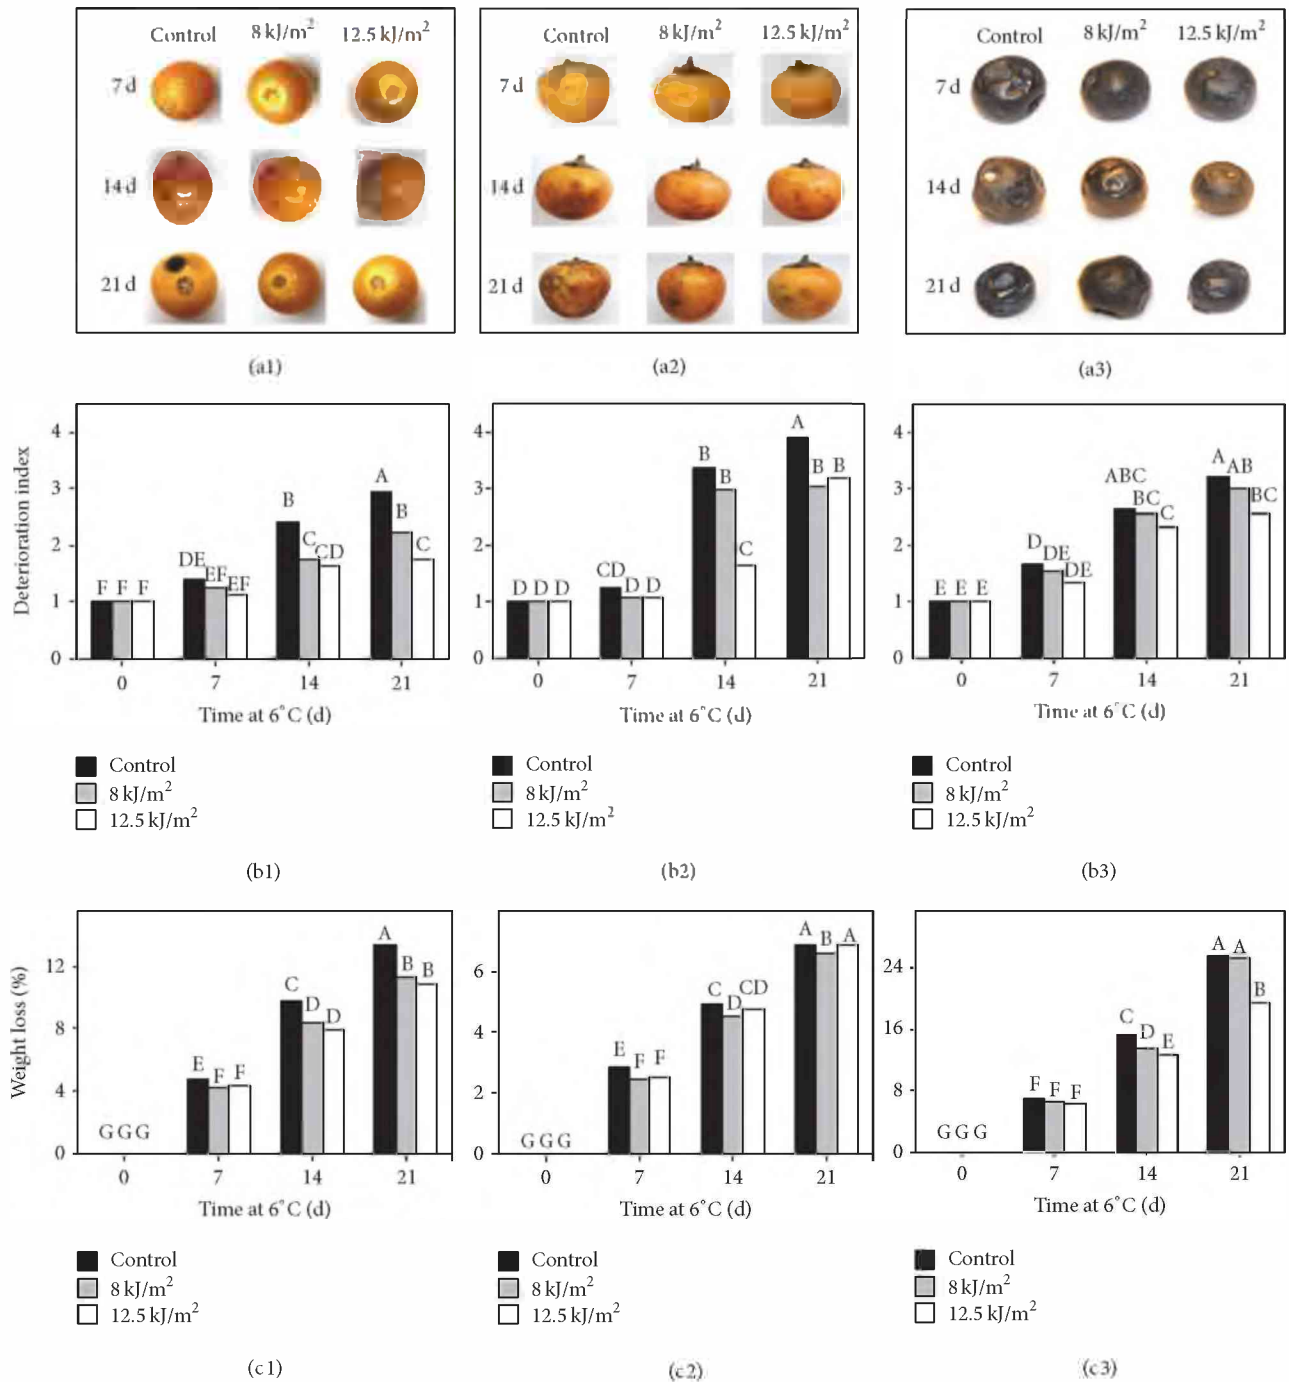 Control 8 kJ/m² 12.5 kJ/m²
7 d
14 d
21 d
(a1)
Control 8 kJ/m² 12.5 kJ/m²
7 d
14 d
21 d
(a2)
Control 8 kJ/m² 12.5 kJ/m²
7 d
14 d
21 d
(a3)
Deterioration index
4
3
2
1
0
F F F
DE EF EF
B C CD
A B C
0 7 14 21
Time at 6°C (d)
Control
8 kJ/m²
12.5 kJ/m²
(b1)
4
3
2
1
0
D D D
CD D D
B B C
A B B
0 7 14 21
Time at 6°C (d)
Control
8 kJ/m²
12.5 kJ/m²
(b2)
4
3
2
1
0
E E E
D DE DE
ABC BC C
A AB BC
0 7 14 21
Time at 6°C (d)
Control
8 kJ/m²
12.5 kJ/m²
(b3)
Weight loss (%)
12
8
4
0
G G G
E F F
C D D
A B B
0 7 14 21
Time at 6°C (d)
Control
8 kJ/m²
12.5 kJ/m²
(c1)
6
4
2
0
G G G
E F F
C D CD
A B A
0 7 14 21
Time at 6°C (d)
Control
8 kJ/m²
12.5 kJ/m²
(c2)
24
16
8
0
G G G
F F F
C D E
A A B
0 7 14 21
Time at 6°C (d)
Control
8 kJ/m²
12.5 kJ/m²
(c3)